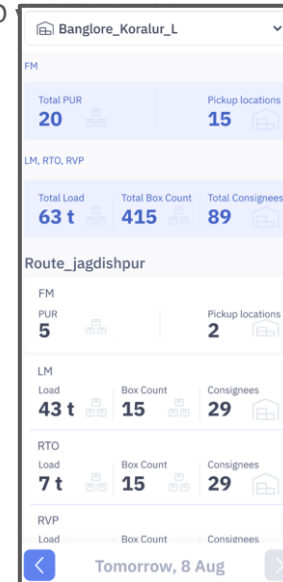 Banglore_Koralur_L
FM
Total PUR
Pickup locations
20
15
LM, RTO, RVP
Total Load
Total Box Count
Total Consignees
63 t
415
89
Route_jagdishpur
FM
PUR
Pickup locations
5
2
LM
Load
Box Count
Consignees
43 t
15
29
RTO
Load
Box Count
Consignees
7 t
15
29
RVP
Load
Box Count
Consignees
Tomorrow, 8 Aug